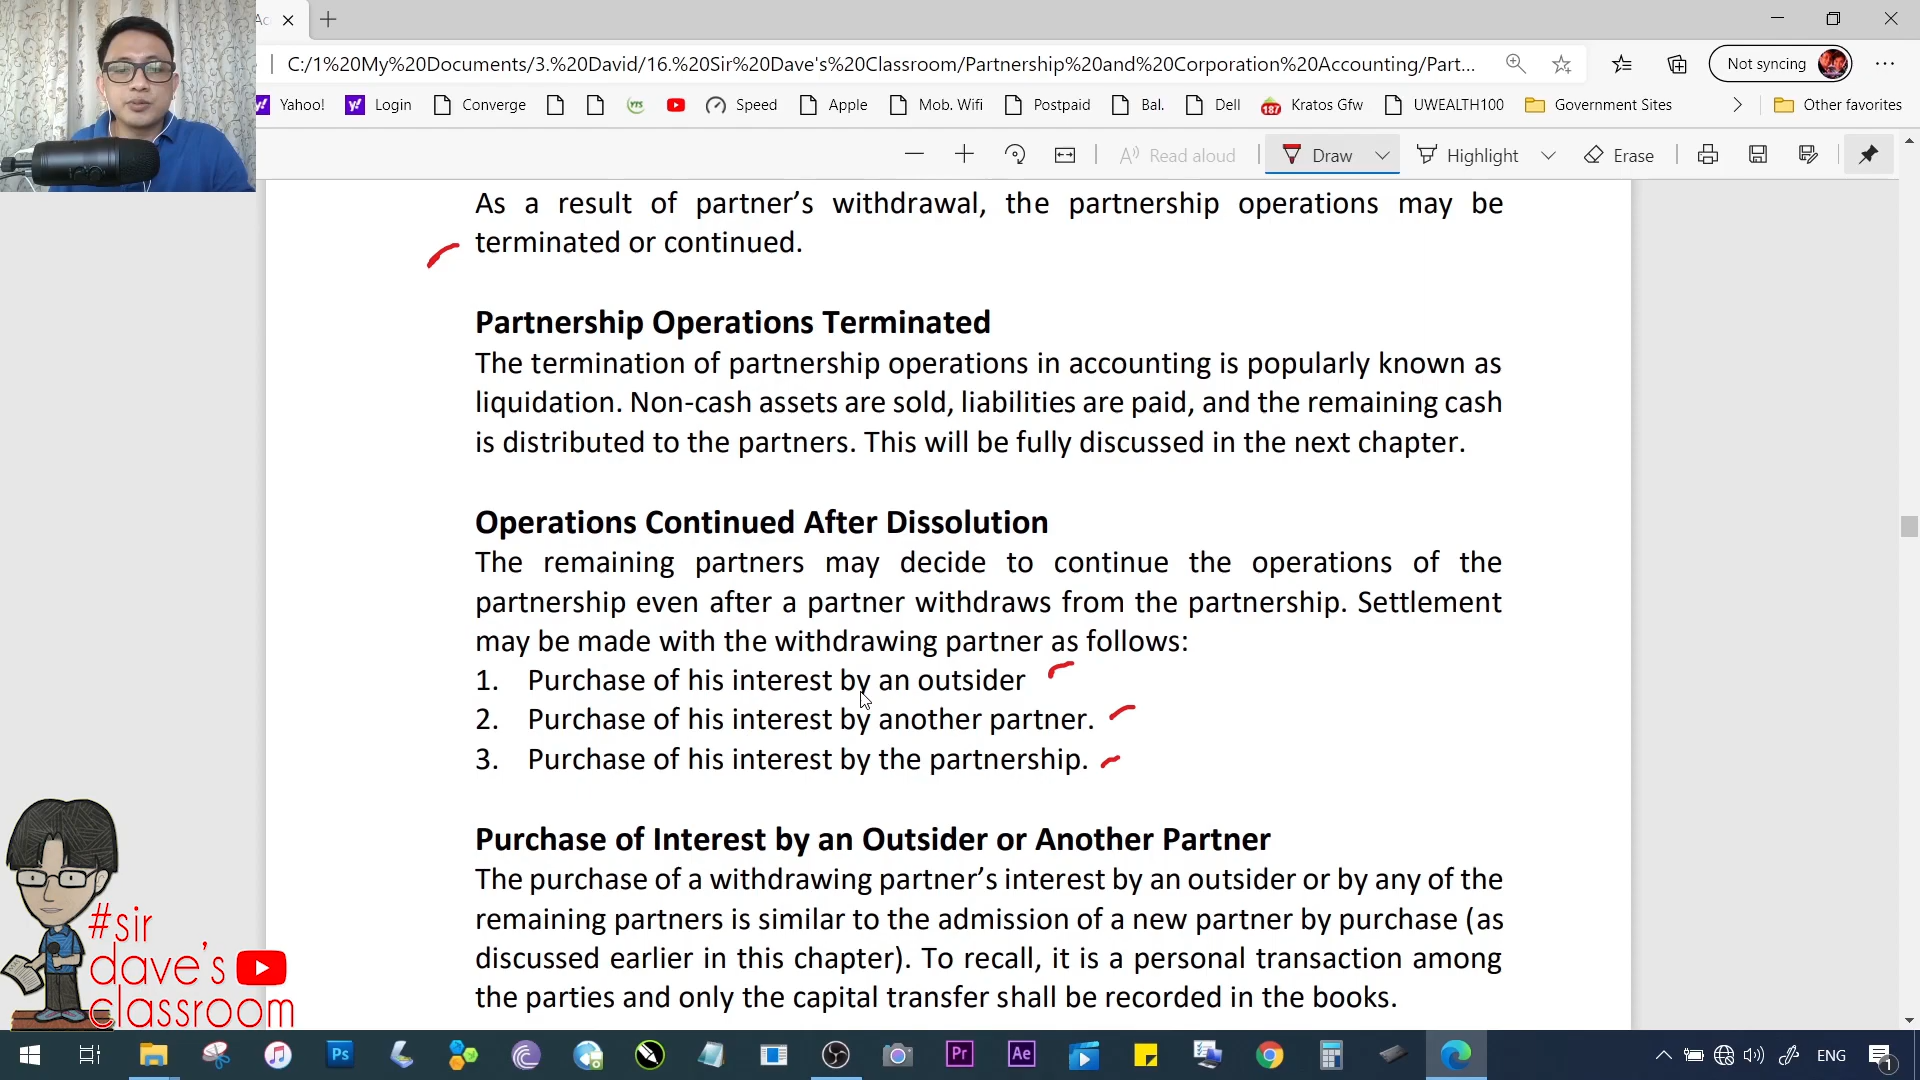 C:/1%20My%20Documents/3.%20David/16.%20Sir%20Dave's%20Classroom/Partnership%20and%20Corporation%20Accounting/Part...
Not syncing
Yahoo!
Login
Converge
YTS
Speed
Apple
Mob. Wifi
Postpaid
Bal.
Dell
187
Kratos Gfw
UWEALTH100
Government Sites
Other favorites
Read aloud
Draw
Highlight
Erase
As a result of partner’s withdrawal, the partnership operations may be
terminated or continued.
Partnership Operations Terminated
The termination of partnership operations in accounting is popularly known as
liquidation. Non-cash assets are sold, liabilities are paid, and the remaining cash
is distributed to the partners. This will be fully discussed in the next chapter.
Operations Continued After Dissolution
The remaining partners may decide to continue the operations of the
partnership even after a partner withdraws from the partnership. Settlement
may be made with the withdrawing partner as follows:
1. Purchase of his interest by an outsider
2. Purchase of his interest by another partner.
3. Purchase of his interest by the partnership.
Purchase of Interest by an Outsider or Another Partner
The purchase of a withdrawing partner’s interest by an outsider or by any of the
remaining partners is similar to the admission of a new partner by purchase (as
discussed earlier in this chapter). To recall, it is a personal transaction among
the parties and only the capital transfer shall be recorded in the books.
#sir
dave's
classroom
Ps
Pr
Ae
ENG
1